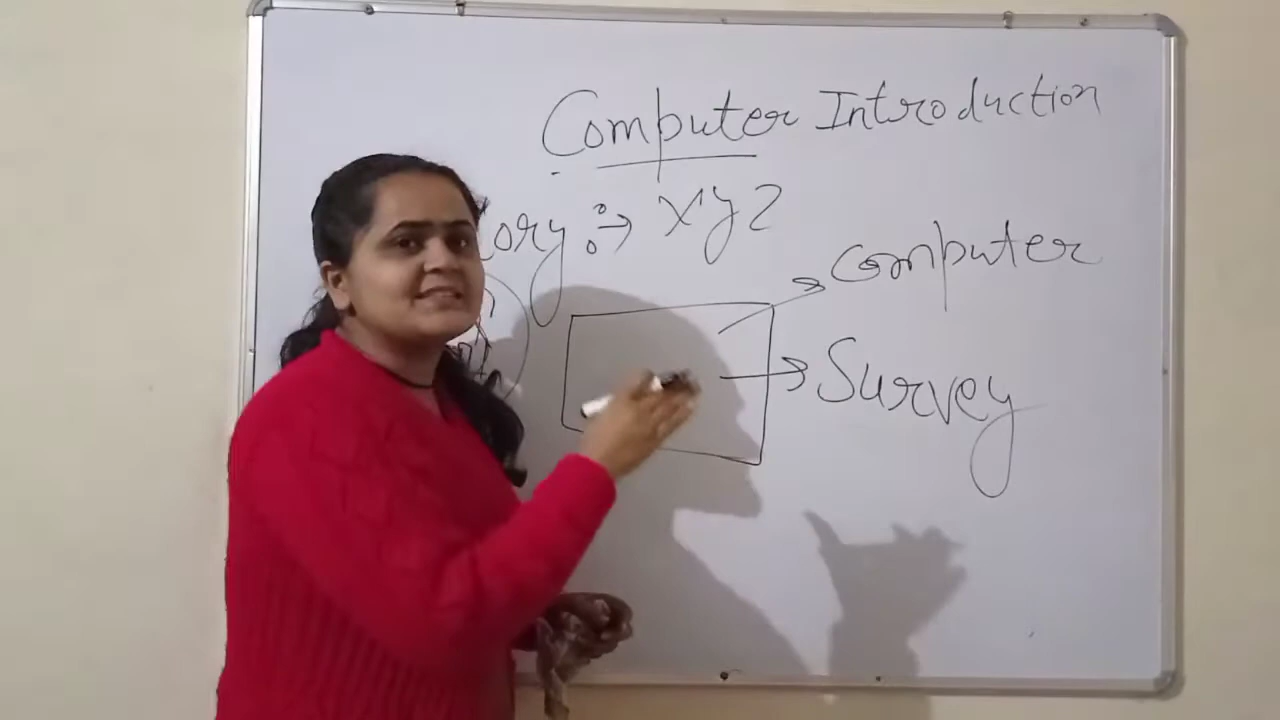 Computer Introduction
ory :→ xyz
→ Computer
→ Survey